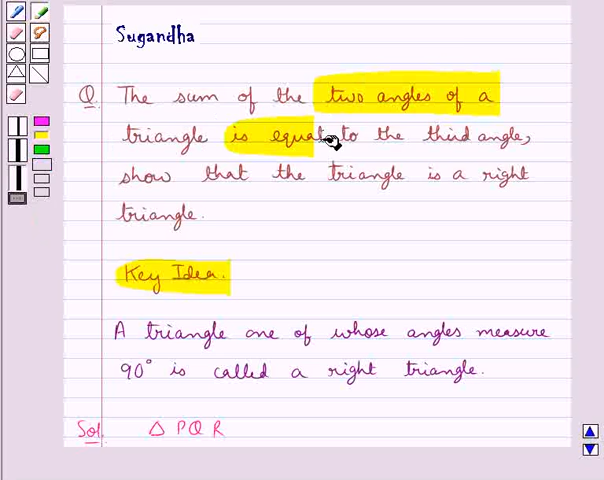 Sugandha
Q. The sum of the two angles of a
triangle is equat to the third angle,
show that the triangle is a right
triangle.
Key Idea.
A triangle one of whose angles measure
90° is called a right triangle.
Sol. △ PQR